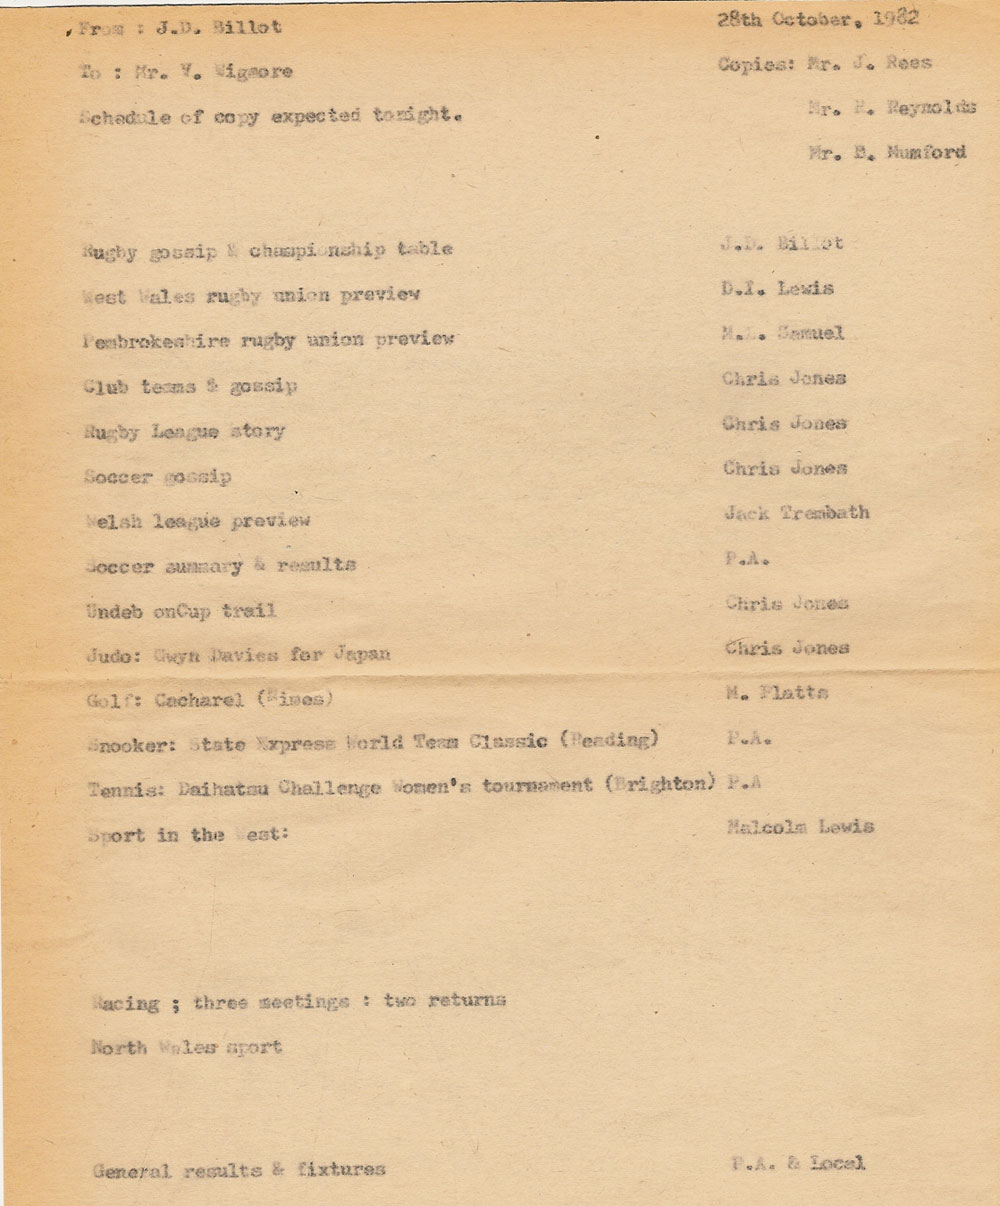 From : J.D. Billot 28th October, 1982
To : Mr. V. Wigmore Copies: Mr. J. Rees
Schedule of copy expected tonight. Mr. H. Reynolds
Mr. B. Mumford
Rugby gossip & championship table J.D. Billot
West Wales rugby union preview D.I. Lewis
Pembrokeshire rugby union preview M.L. Samuel
Club teams & gossip Chris Jones
Rugby League story Chris Jones
Soccer gossip Chris Jones
Welsh league preview Jack Trembath
Soccer summary & results P.A.
Undeb onCup trail Chris Jones
Judo: Gwyn Davies for Japan Chris Jones
Golf: Cacharel (Nimes) M. Platts
Snooker: State Express World Team Classic (Reading) P.A.
Tennis: Daihatsu Challenge Women's tournament (Brighton) P.A
Sport in the West: Malcolm Lewis
Racing ; three meetings : two returns
North Wales sport
General results & fixtures P.A. & Local